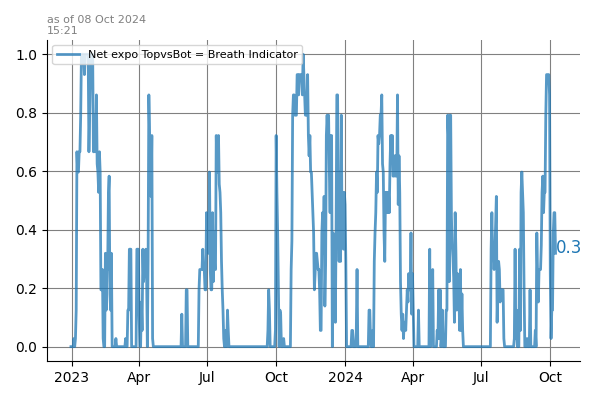 as of 08 Oct 2024
15:21
Net expo TopvsBot = Breath Indicator
1.0
0.8
0.6
0.4
0.2
0.0
0.3
2023 Apr Jul Oct 2024 Apr Jul Oct